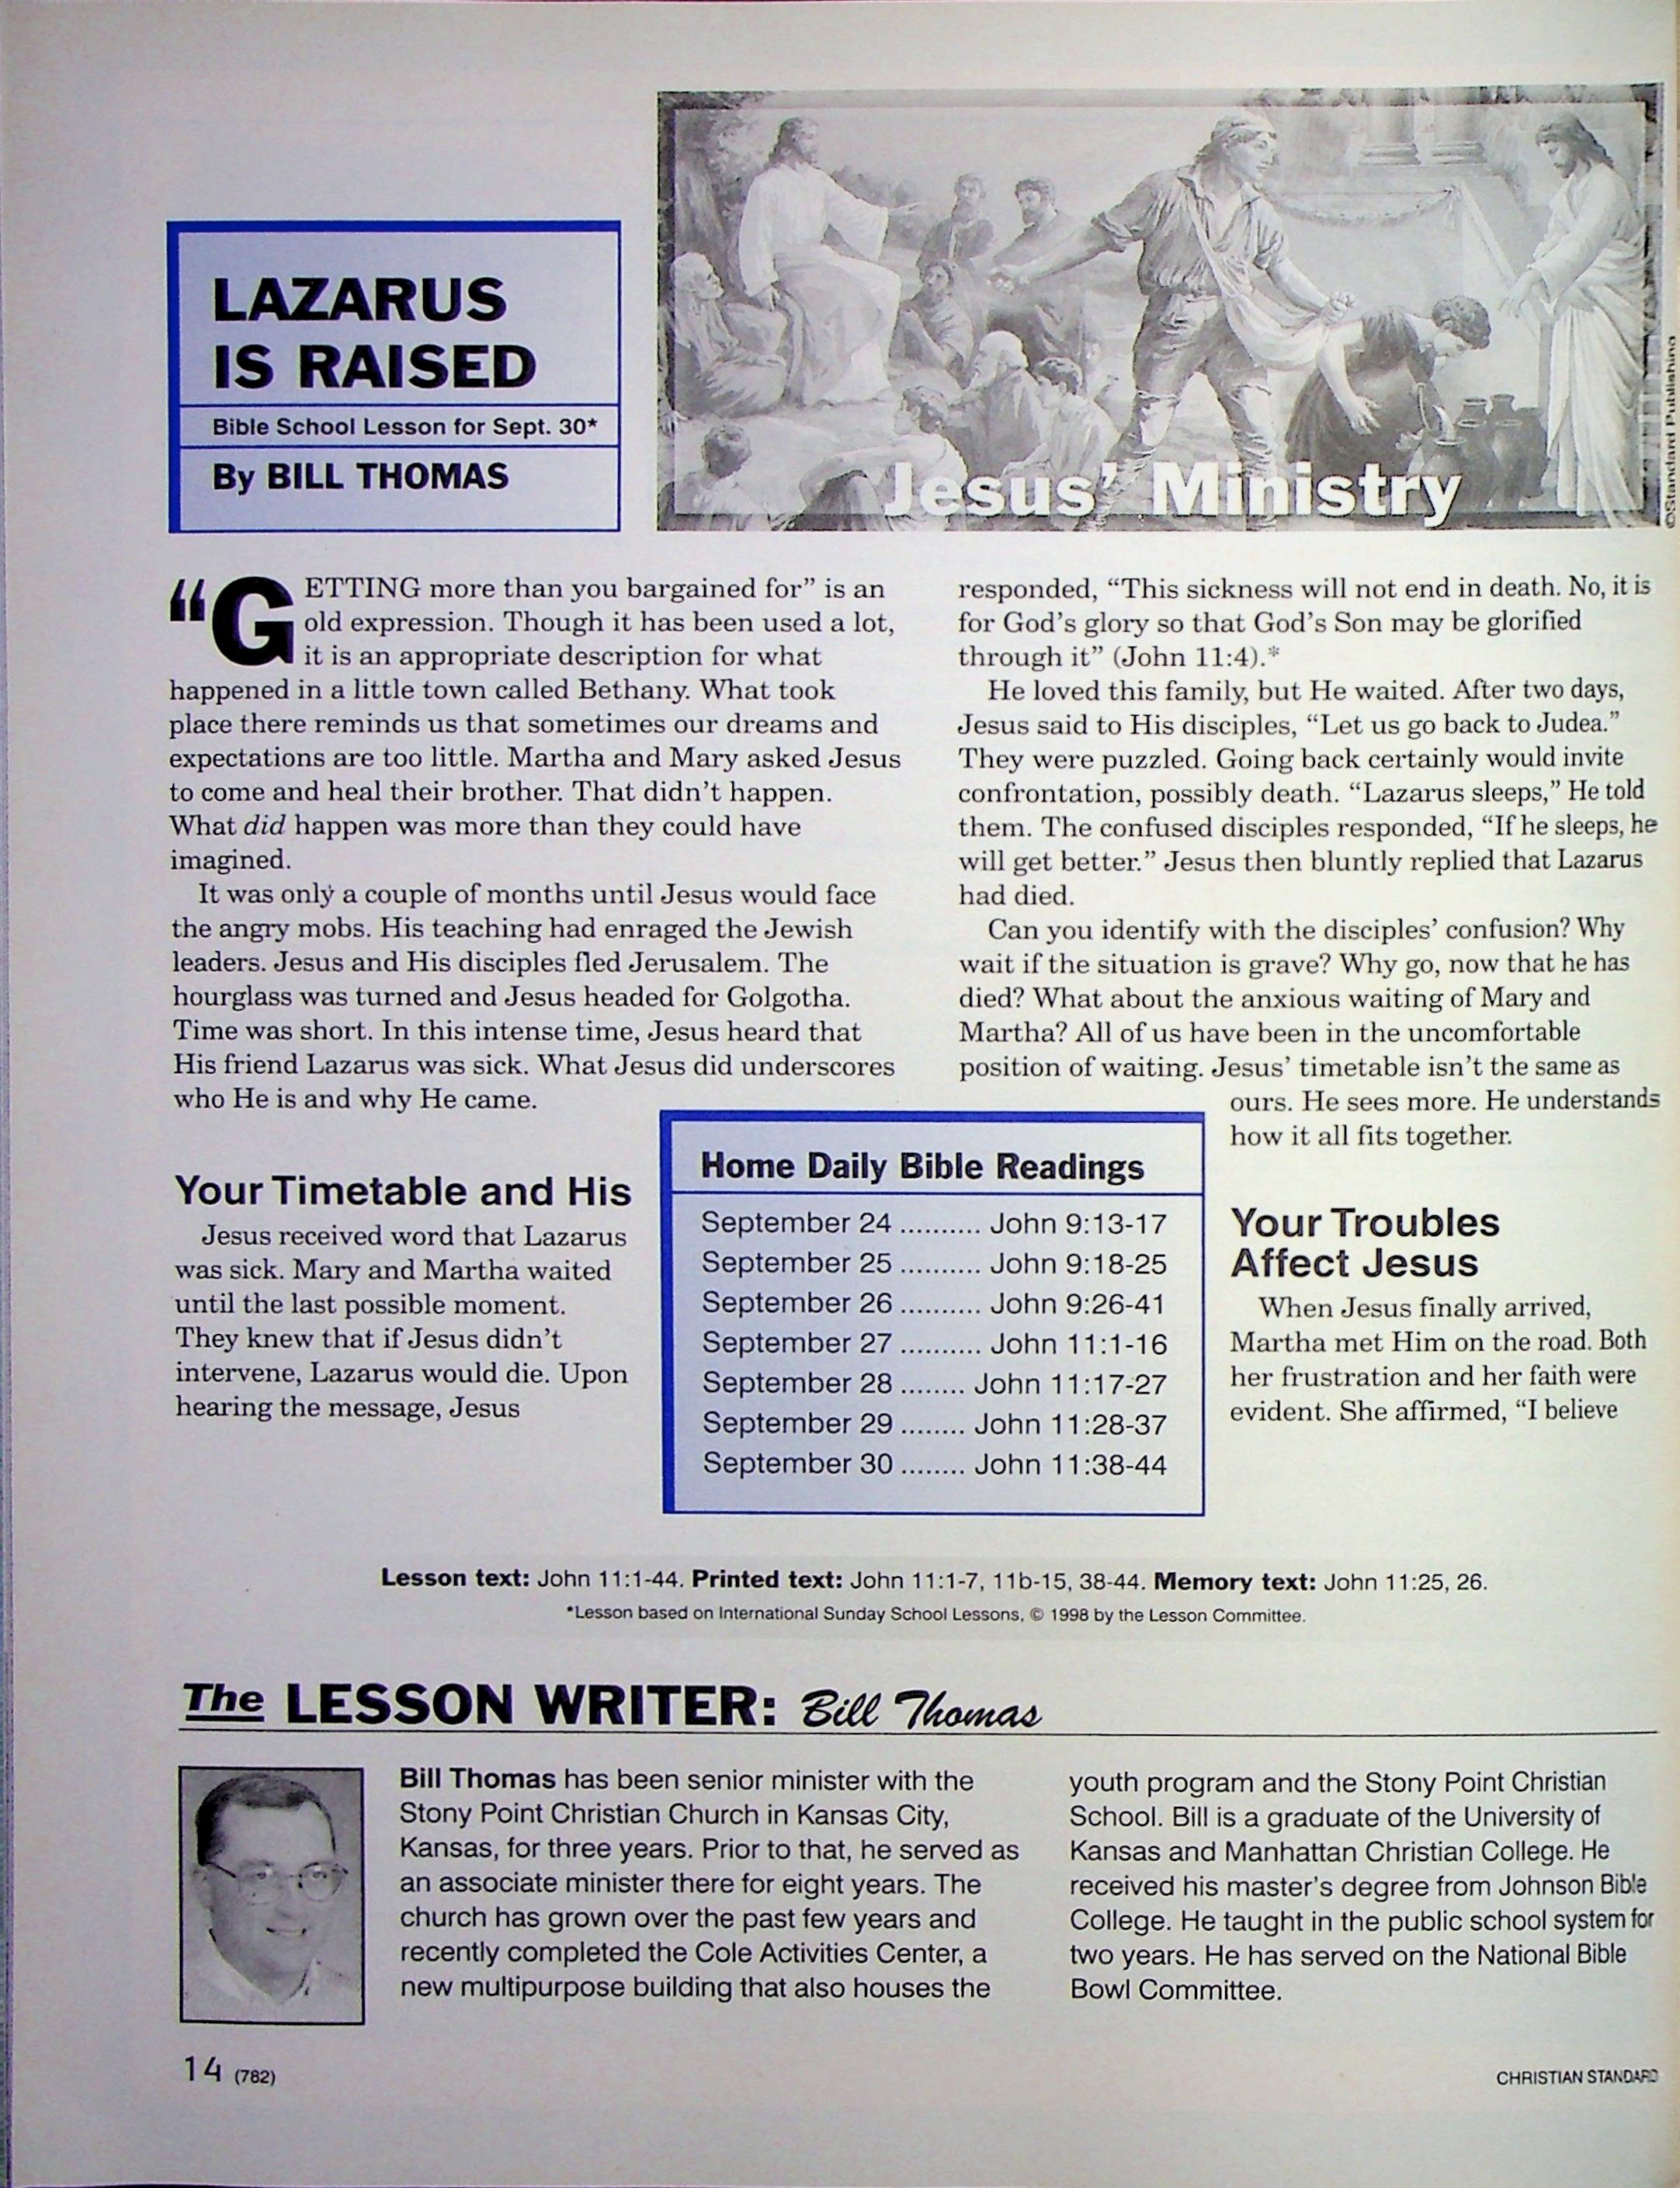 LAZARUS
IS RAISED
Bible School Lesson for Sept. 30*
By BILL THOMAS
Jesus’ Ministry
©Standard Publishing
“GETTING more than you bargained for” is an
old expression. Though it has been used a lot,
it is an appropriate description for what
happened in a little town called Bethany. What took
place there reminds us that sometimes our dreams and
expectations are too little. Martha and Mary asked Jesus
to come and heal their brother. That didn’t happen.
What did happen was more than they could have
imagined.
It was only a couple of months until Jesus would face
the angry mobs. His teaching had enraged the Jewish
leaders. Jesus and His disciples fled Jerusalem. The
hourglass was turned and Jesus headed for Golgotha.
Time was short. In this intense time, Jesus heard that
His friend Lazarus was sick. What Jesus did underscores
who He is and why He came.
Your Timetable and His
Jesus received word that Lazarus
was sick. Mary and Martha waited
until the last possible moment.
They knew that if Jesus didn’t
intervene, Lazarus would die. Upon
hearing the message, Jesus
responded, “This sickness will not end in death. No, it is
for God’s glory so that God’s Son may be glorified
through it” (John 11:4).*
He loved this family, but He waited. After two days,
Jesus said to His disciples, “Let us go back to Judea.”
They were puzzled. Going back certainly would invite
confrontation, possibly death. “Lazarus sleeps,” He told
them. The confused disciples responded, “If he sleeps, he
will get better.” Jesus then bluntly replied that Lazarus
had died.
Can you identify with the disciples’ confusion? Why
wait if the situation is grave? Why go, now that he has
died? What about the anxious waiting of Mary and
Martha? All of us have been in the uncomfortable
position of waiting. Jesus’ timetable isn’t the same as
ours. He sees more. He understands
how it all fits together.
Your Troubles
Affect Jesus
When Jesus finally arrived,
Martha met Him on the road. Both
her frustration and her faith were
evident. She affirmed, “I believe
Home Daily Bible Readings
September 24 .......... John 9:13-17
September 25 .......... John 9:18-25
September 26 .......... John 9:26-41
September 27 .......... John 11:1-16
September 28 ........ John 11:17-27
September 29 ........ John 11:28-37
September 30 ........ John 11:38-44
Lesson text: John 11:1-44. Printed text: John 11:1-7, 11b-15, 38-44. Memory text: John 11:25, 26.
*Lesson based on International Sunday School Lessons, © 1998 by the Lesson Committee.
The LESSON WRITER: Bill Thomas
Bill Thomas has been senior minister with the
Stony Point Christian Church in Kansas City,
Kansas, for three years. Prior to that, he served as
an associate minister there for eight years. The
church has grown over the past few years and
recently completed the Cole Activities Center, a
new multipurpose building that also houses the
youth program and the Stony Point Christian
School. Bill is a graduate of the University of
Kansas and Manhattan Christian College. He
received his master’s degree from Johnson Bible
College. He taught in the public school system for
two years. He has served on the National Bible
Bowl Committee.
14 (782)
CHRISTIAN STANDARD